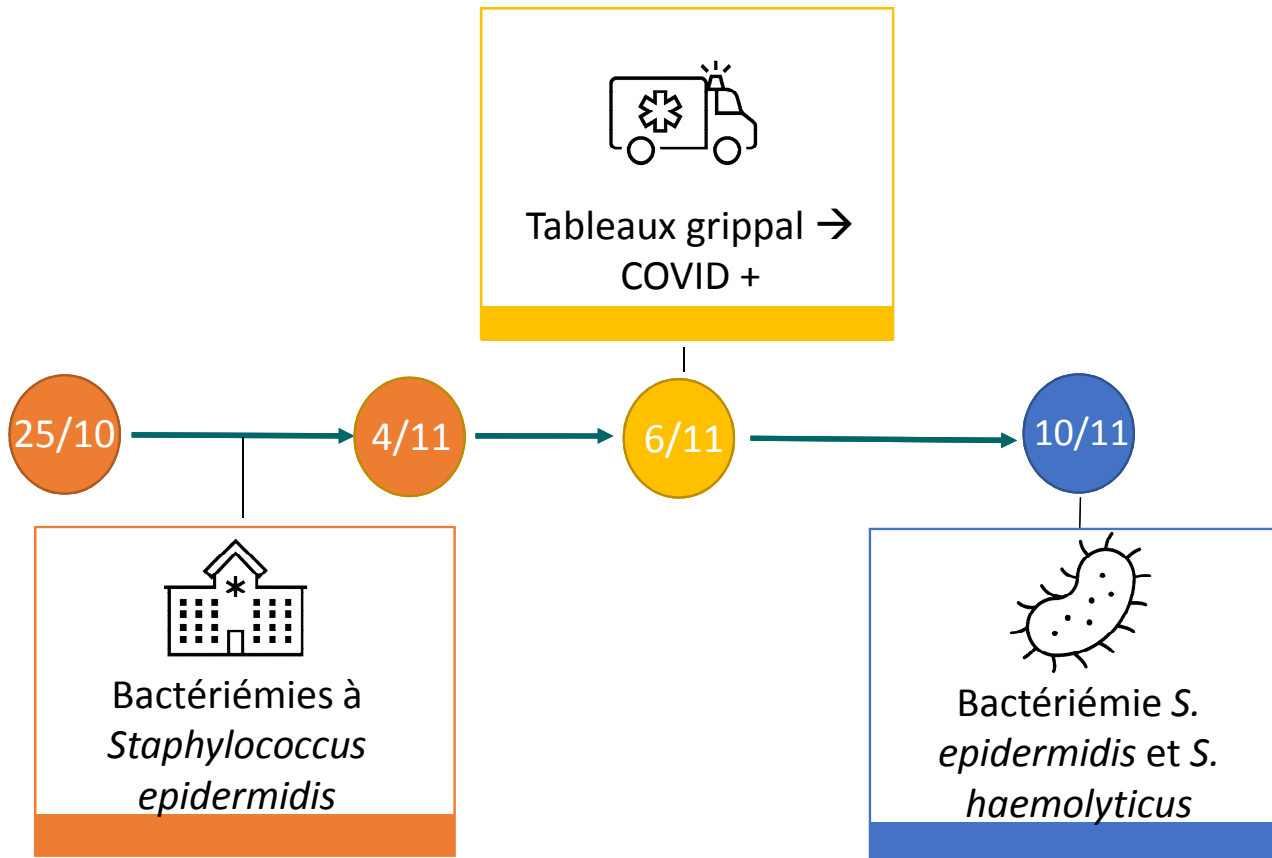 Tableaux grippal →
COVID +
25/10
4/11
6/11
10/11
Bactériémies à
Staphylococcus
epidermidis
Bactériémie S.
epidermidis et S.
haemolyticus